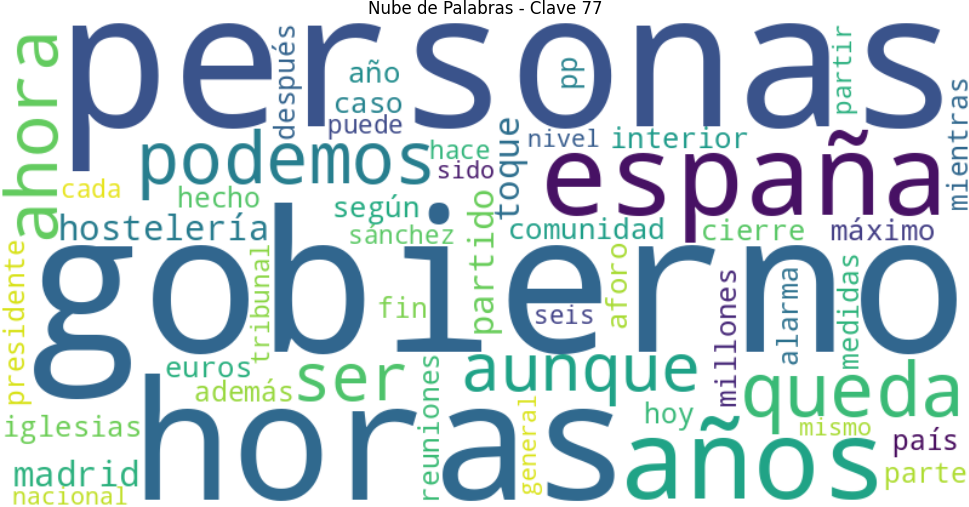 Nube de Palabras - Clave 77
personas
ahora
después
año
pp
partir
caso
puede
mientras
podemos
hace
toque
nivel
interior
españa
sido
cada
hecho
según
partido
hostelería
sánchez
comunidad
cierre
máximo
gobierno
presidente
tribunal
fin
seis
aforo
millones
alarma
medidas
euros
además
ser
aunque
queda
iglesias
horas
reuniones
general
hoy
años
mismo
país
madrid
nacional
parte